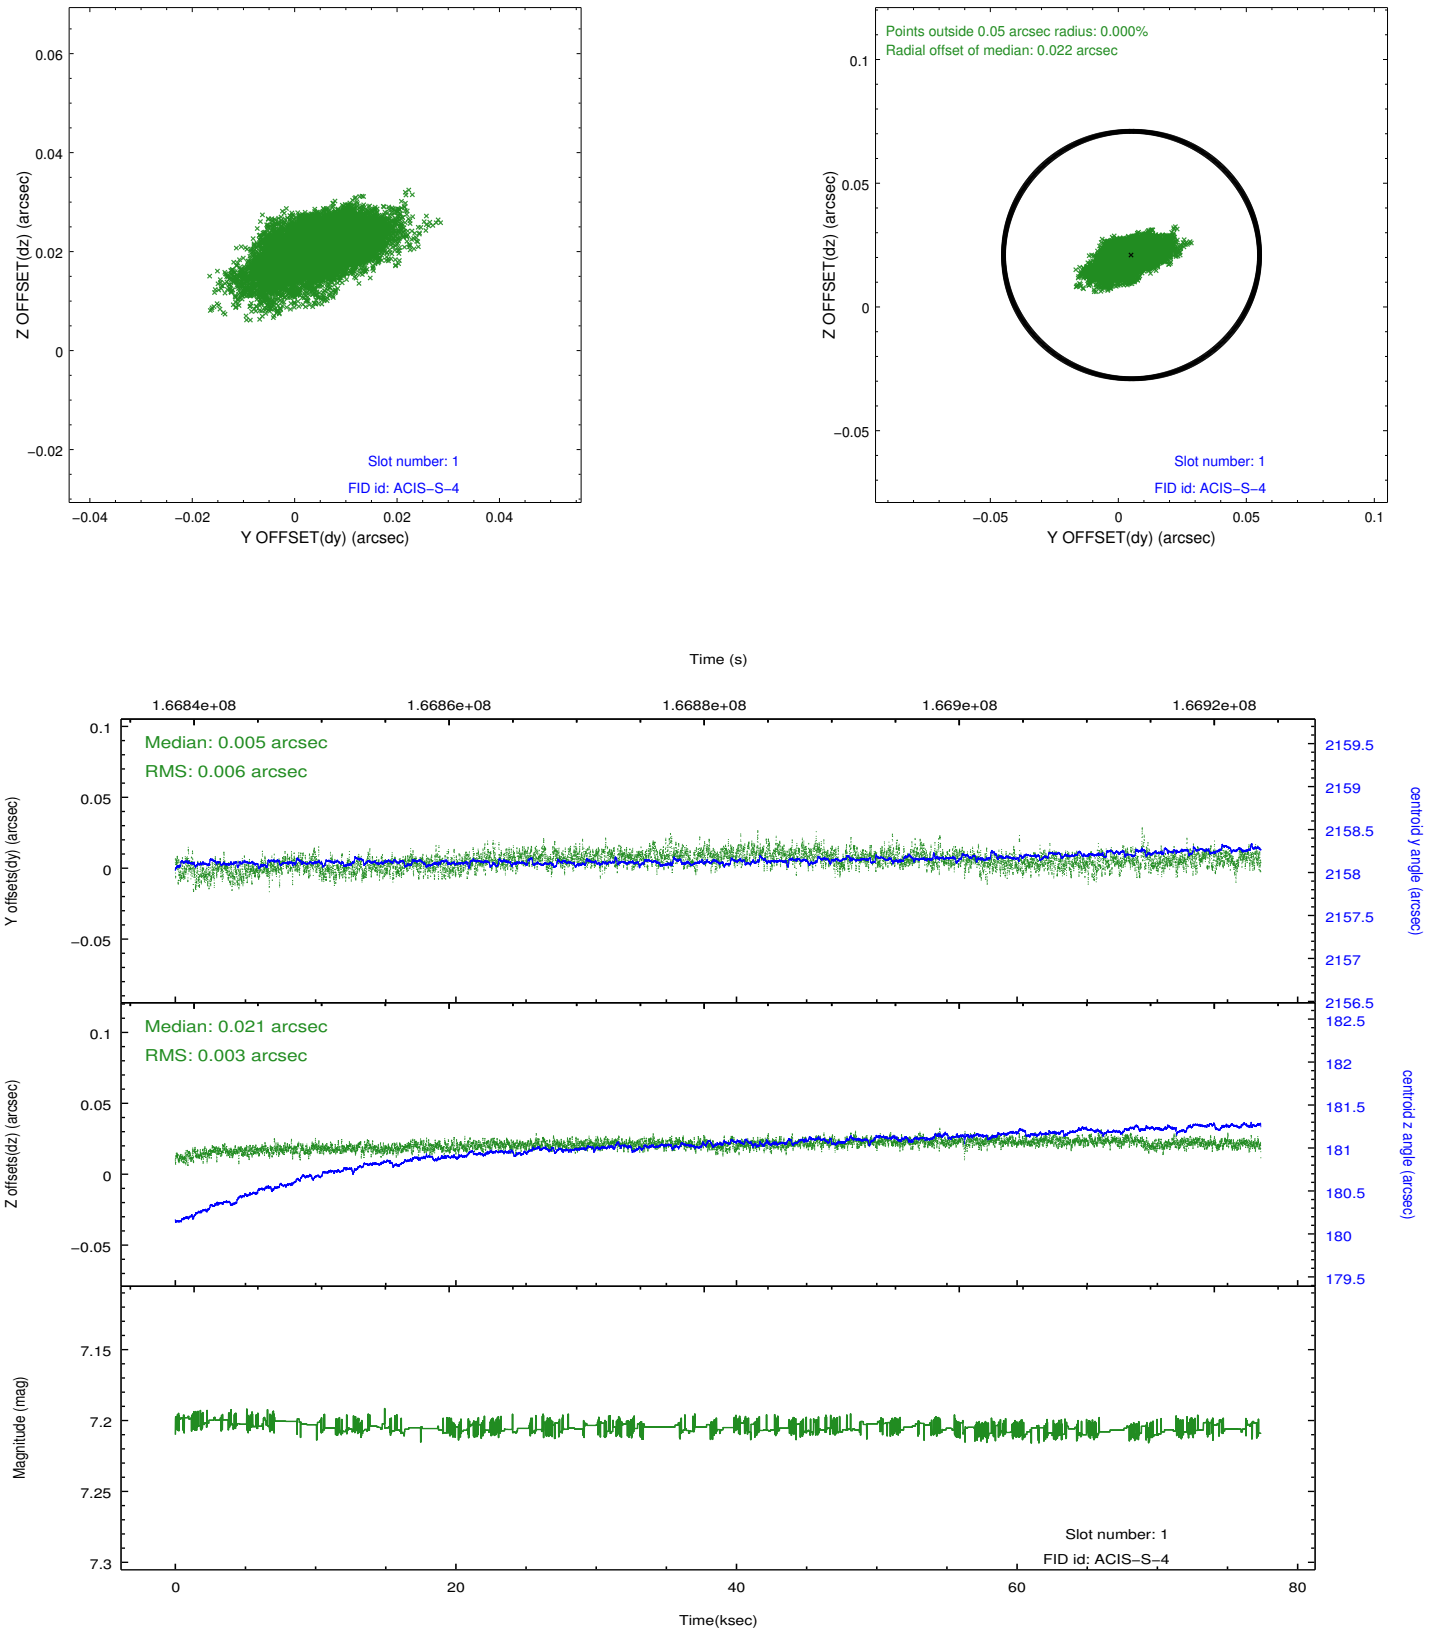 0.06
0.04
0.02
0
−0.02
Z OFFSET(dz) (arcsec)
Slot number: 1
FID id: ACIS−S−4
−0.04
−0.02
0
0.02
0.04
Y OFFSET(dy) (arcsec)
Points outside 0.05 arcsec radius: 0.000%
Radial offset of median: 0.022 arcsec
0.1
0.05
0
−0.05
Z OFFSET(dz) (arcsec)
Slot number: 1
FID id: ACIS−S−4
−0.05
0
0.05
0.1
Y OFFSET(dy) (arcsec)
Time (s)
1.6684e+08
1.6686e+08
1.6688e+08
1.669e+08
1.6692e+08
Median: 0.005 arcsec
RMS: 0.006 arcsec
0.1
0.05
0
−0.05
Y offsets(dy) (arcsec)
2159.5
2159
2158.5
2158
2157.5
2157
2156.5
centroid y angle (arcsec)
Median: 0.021 arcsec
RMS: 0.003 arcsec
0.1
0.05
0
−0.05
Z offsets(dz) (arcsec)
182.5
182
181.5
181
180.5
180
179.5
centroid z angle (arcsec)
7.15
7.2
7.25
7.3
Magnitude (mag)
Slot number: 1
FID id: ACIS−S−4
0
20
40
60
80
Time(ksec)